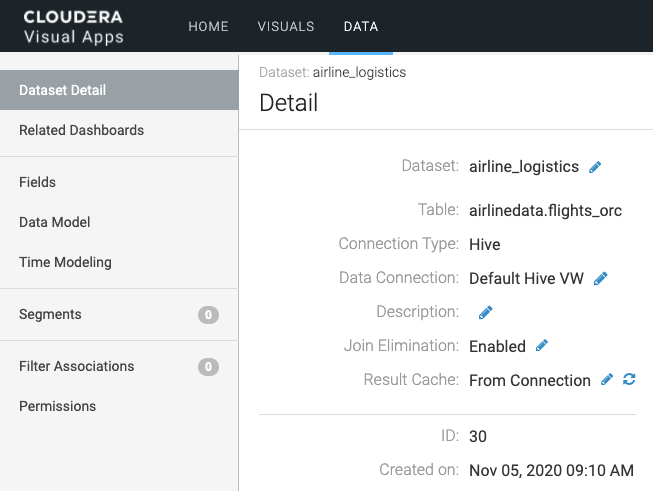 CLOUDERA
Visual Apps
HOME VISUALS DATA
Dataset Detail
Related Dashboards
Fields
Data Model
Time Modeling
Segments 0
Filter Associations 0
Permissions
Dataset: airline_logistics
Detail
Dataset: airline_logistics
Table: airlinedata.flights_orc
Connection Type: Hive
Data Connection: Default Hive VW
Description:
Join Elimination: Enabled
Result Cache: From Connection
ID: 30
Created on: Nov 05, 2020 09:10 AM